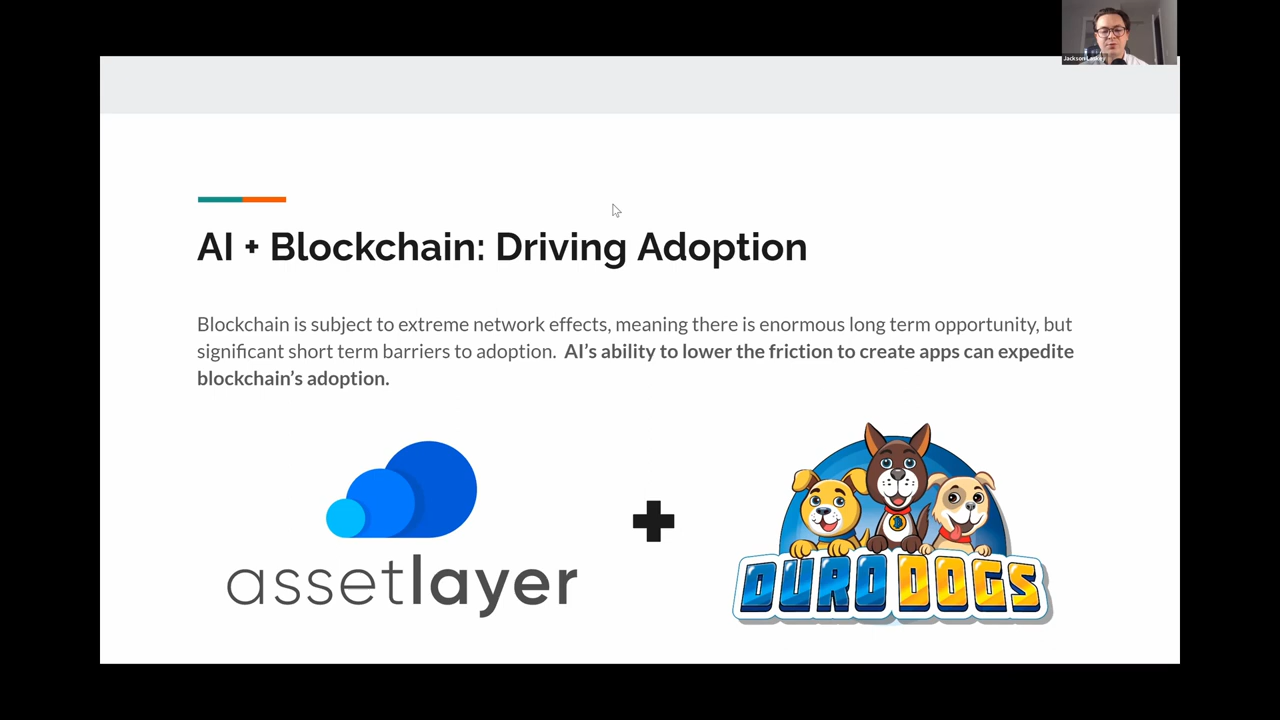 Jackson Laskey
AI + Blockchain: Driving Adoption
Blockchain is subject to extreme network effects, meaning there is enormous long term opportunity, but
significant short term barriers to adoption. AI’s ability to lower the friction to create apps can expedite
blockchain’s adoption.
assetlayer
DURO DOGS